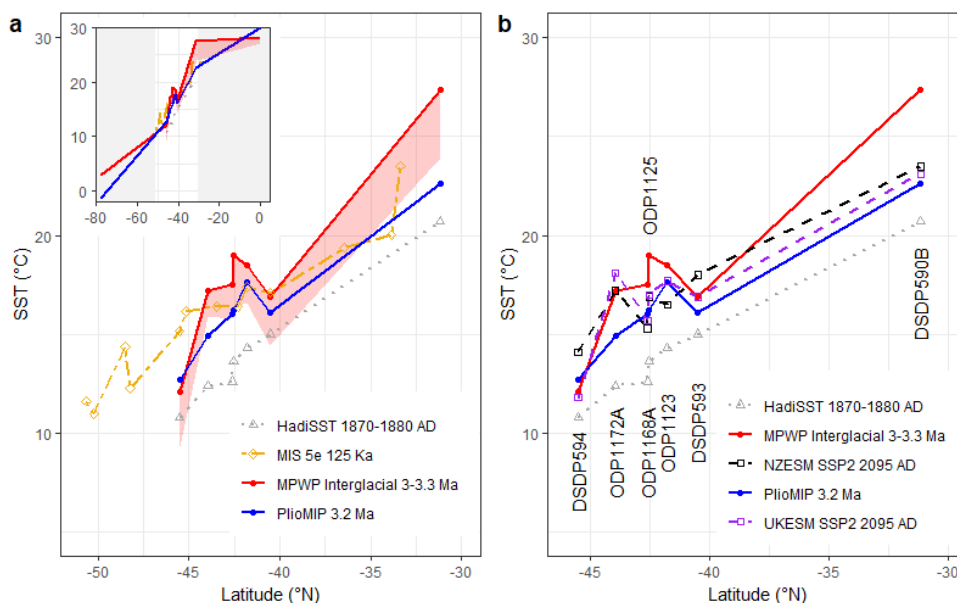 a
30
20
10
0
-80
-60
-40
-20
0
30
20
10
SST (°C)
HadiSST 1870-1880 AD
MIS 5e 125 Ka
MPWP Interglacial 3-3.3 Ma
PlioMIP 3.2 Ma
-50
-45
-40
-35
-30
Latitude (°N)
b
30
20
10
SST (°C)
ODP1125
DSDP590B
DSDP594
ODP1172A
ODP1168A
ODP1123
DSDP593
HadiSST 1870-1880 AD
MPWP Interglacial 3-3.3 Ma
NZESM SSP2 2095 AD
PlioMIP 3.2 Ma
UKESM SSP2 2095 AD
-45
-40
-35
-30
Latitude (°N)